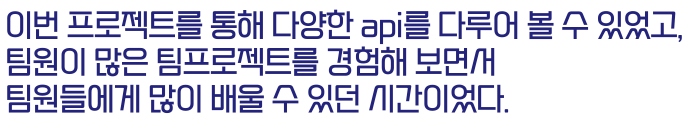 이번 프로젝트를 통해 다양한 api를 다루어 볼 수 있었고,
팀원이 많은 팀프로젝트를 경험해 보면서
팀원들에게 많이 배울 수 있던 시간이었다.